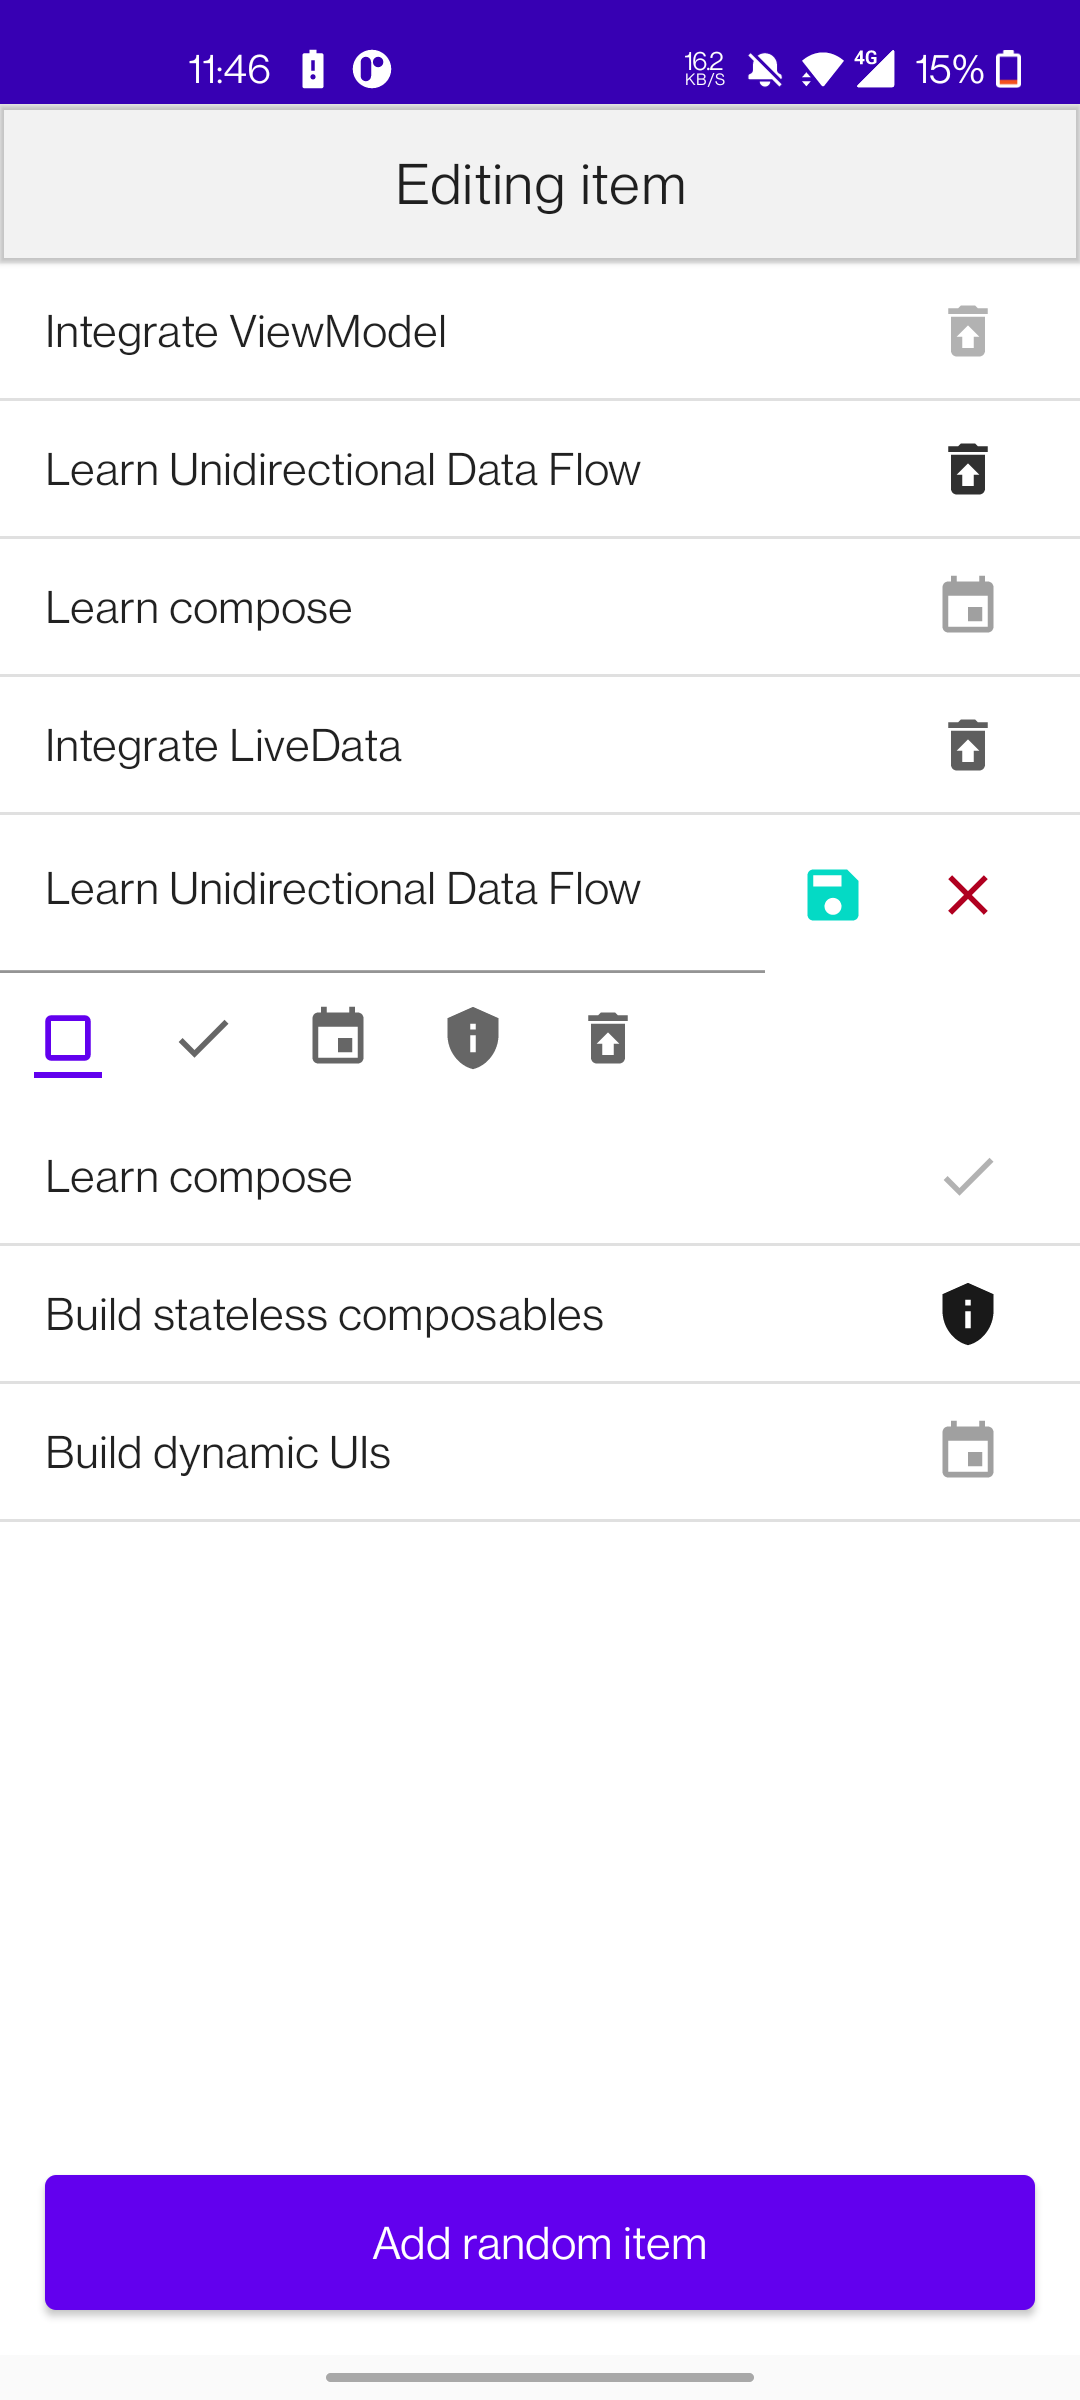 11:46 16.2 KB/S 4G 15%
Editing item
Integrate ViewModel
Learn Unidirectional Data Flow
Learn compose
Integrate LiveData
Learn Unidirectional Data Flow
Learn compose
Build stateless composables
Build dynamic UIs
Add random item